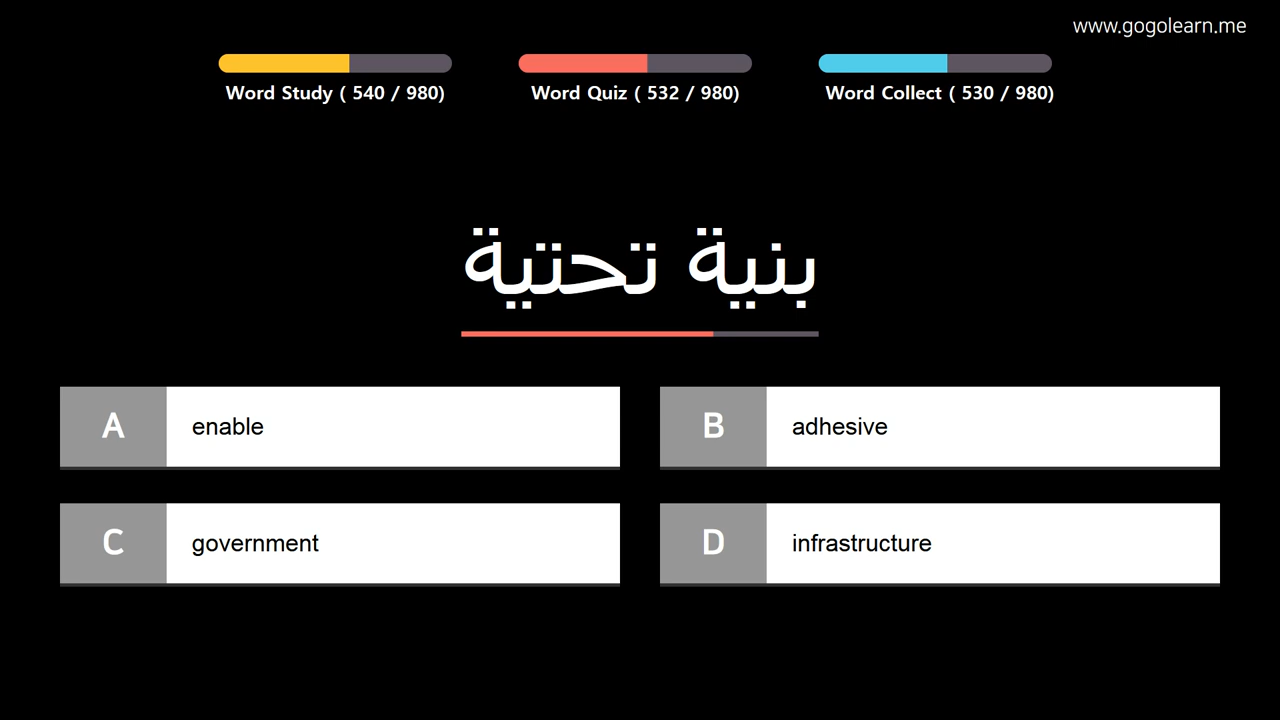 www.gogolearn.me
Word Study ( 540 / 980)
Word Quiz ( 532 / 980)
Word Collect ( 530 / 980)
بنية تحتية
A enable
B adhesive
C government
D infrastructure